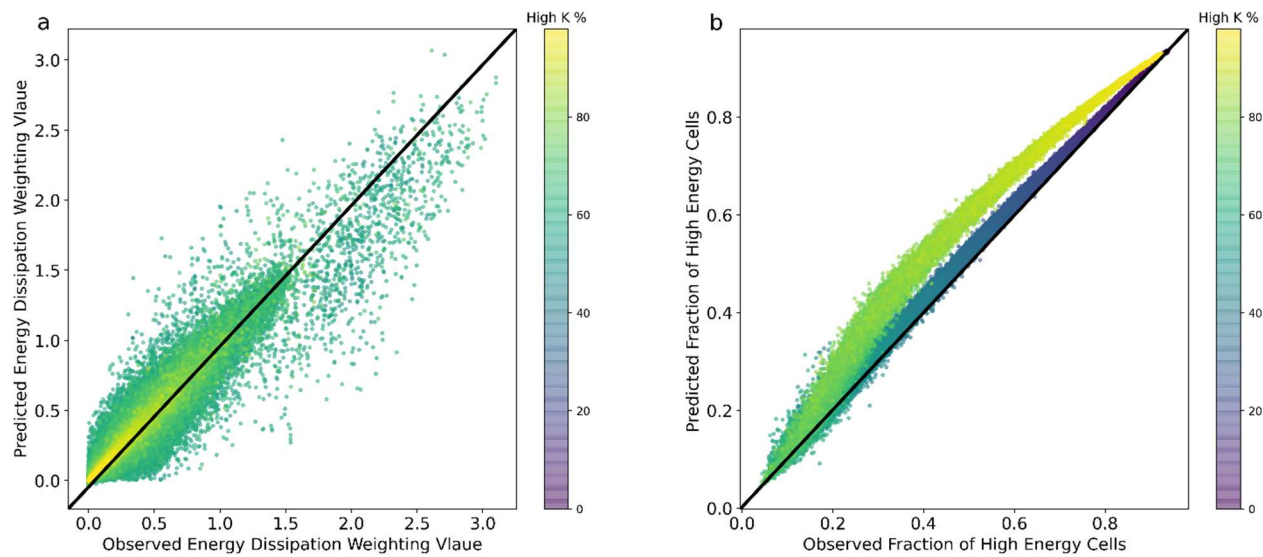 a
High K %
3.0
2.5
2.0
1.5
1.0
0.5
0.0
0.0 0.5 1.0 1.5 2.0 2.5 3.0
Predicted Energy Dissipation Weighting Vlaue
Observed Energy Dissipation Weighting Vlaue
80
60
40
20
0
b
High K %
0.8
0.6
0.4
0.2
0.0
0.0 0.2 0.4 0.6 0.8
Predicted Fraction of High Energy Cells
Observed Fraction of High Energy Cells
80
60
40
20
0